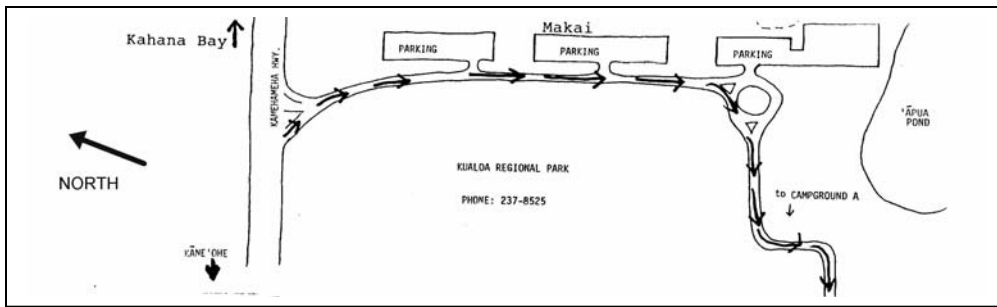 Makai
Kahana Bay
PARKING
PARKING
PARKING
KAMEHAMEHA HWY.
'ĀPUA
POND
NORTH
KUALOA REGIONAL PARK
PHONE: 237-8525
to CAMPGROUND A
KĀNE'OHE